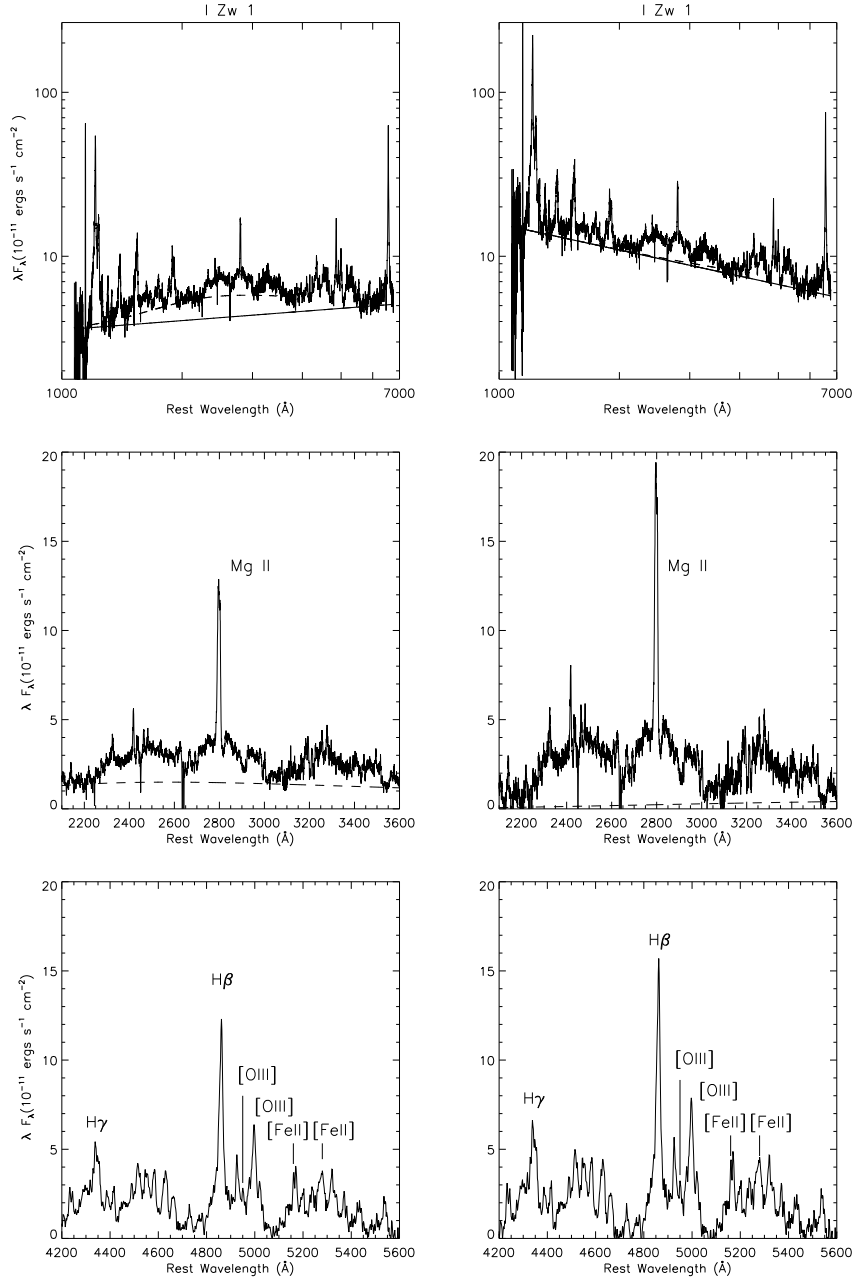 I Zw 1
I Zw 1
λFλ(10⁻¹¹ ergs s⁻¹ cm⁻² )
100
10
1000
7000
Rest Wavelength (Å)
100
10
1000
7000
Rest Wavelength (Å)
λ Fλ(10⁻¹¹ ergs s⁻¹ cm⁻²)
20
15
10
5
0
Mg II
2200 2400 2600 2800 3000 3200 3400 3600
Rest Wavelength (Å)
20
15
10
5
0
Mg II
2200 2400 2600 2800 3000 3200 3400 3600
Rest Wavelength (Å)
λ Fλ(10⁻¹¹ ergs s⁻¹ cm⁻²)
20
15
10
5
0
Hβ
[OIII]
[OIII]
[FeII] [FeII]
Hγ
4200 4400 4600 4800 5000 5200 5400 5600
Rest Wavelength (Å)
20
15
10
5
0
Hβ
[OIII]
[OIII]
[FeII] [FeII]
Hγ
4200 4400 4600 4800 5000 5200 5400 5600
Rest Wavelength (Å)